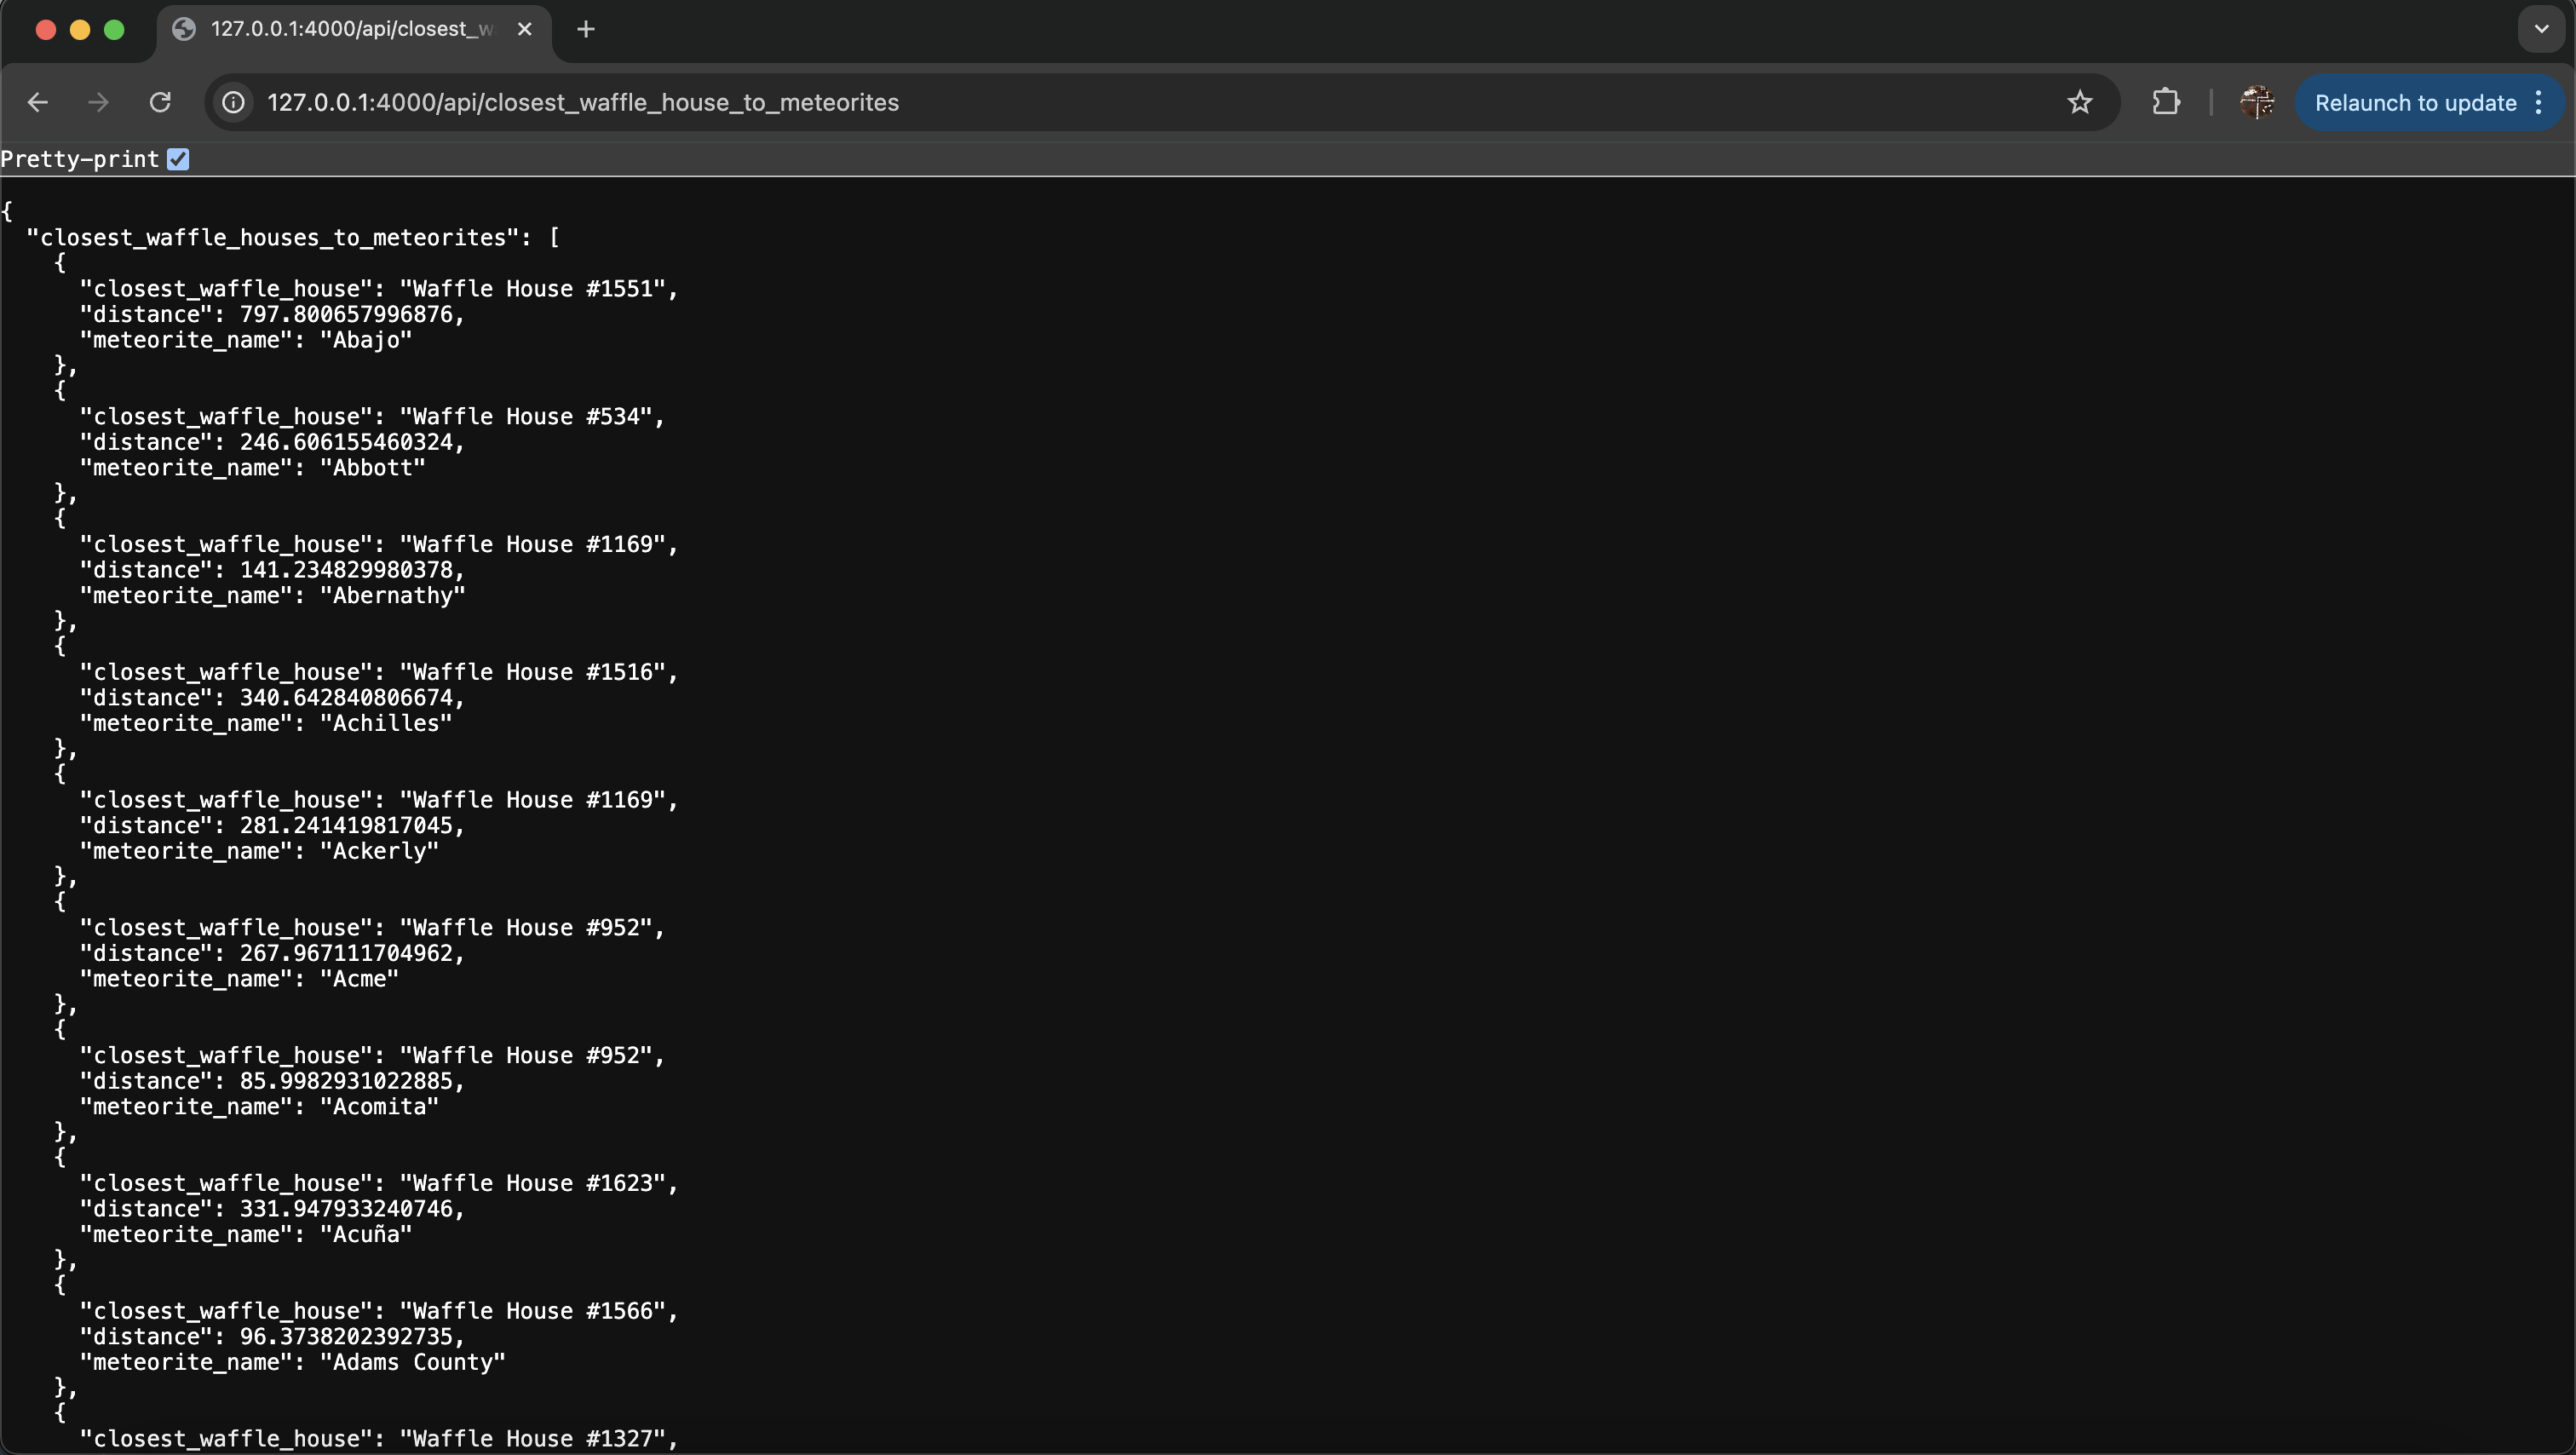 127.0.0.1:4000/api/closest_w
127.0.0.1:4000/api/closest_waffle_house_to_meteorites
Relaunch to update
Pretty-print
{
  "closest_waffle_houses_to_meteorites": [
    {
      "closest_waffle_house": "Waffle House #1551",
      "distance": 797.800657996876,
      "meteorite_name": "Abajo"
    },
    {
      "closest_waffle_house": "Waffle House #534",
      "distance": 246.606155460324,
      "meteorite_name": "Abbott"
    },
    {
      "closest_waffle_house": "Waffle House #1169",
      "distance": 141.234829980378,
      "meteorite_name": "Abernathy"
    },
    {
      "closest_waffle_house": "Waffle House #1516",
      "distance": 340.642840806674,
      "meteorite_name": "Achilles"
    },
    {
      "closest_waffle_house": "Waffle House #1169",
      "distance": 281.241419817045,
      "meteorite_name": "Ackerly"
    },
    {
      "closest_waffle_house": "Waffle House #952",
      "distance": 267.967111704962,
      "meteorite_name": "Acme"
    },
    {
      "closest_waffle_house": "Waffle House #952",
      "distance": 85.9982931022885,
      "meteorite_name": "Acomita"
    },
    {
      "closest_waffle_house": "Waffle House #1623",
      "distance": 331.947933240746,
      "meteorite_name": "Acuña"
    },
    {
      "closest_waffle_house": "Waffle House #1566",
      "distance": 96.3738202392735,
      "meteorite_name": "Adams County"
    },
    {
      "closest_waffle_house": "Waffle House #1327",